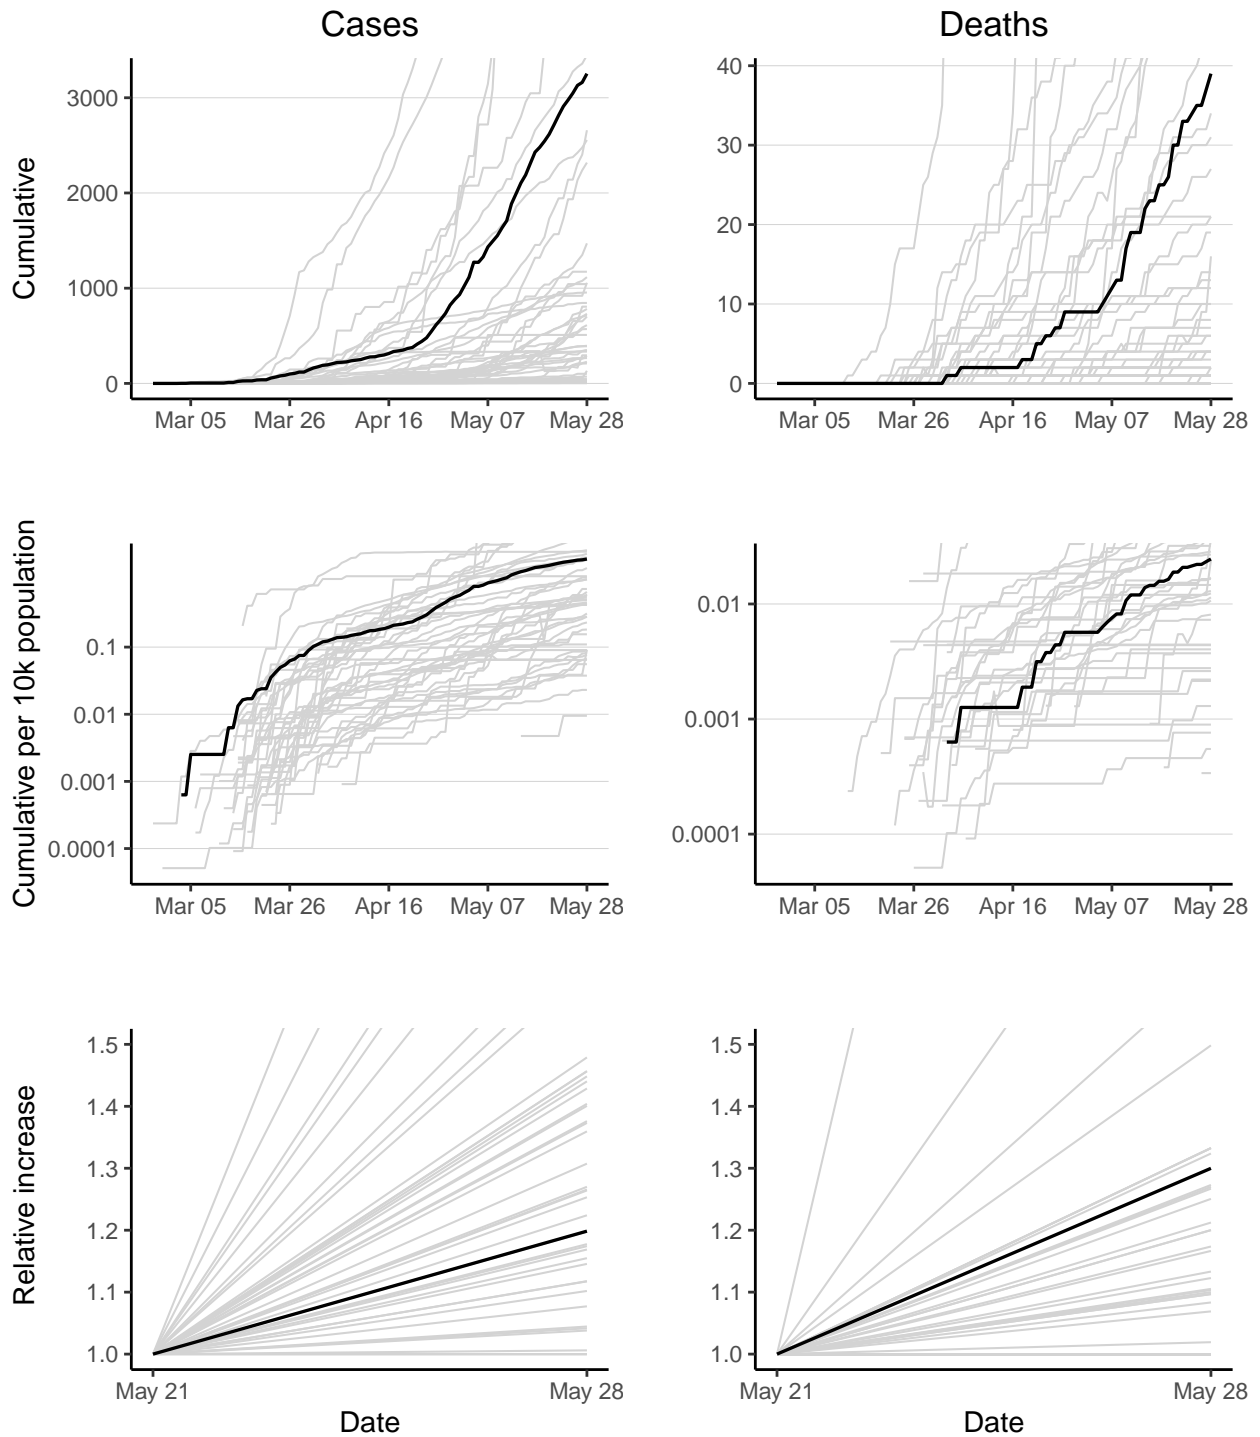 Cases
Deaths
Cumulative
3000
2000
1000
0
Mar 05 Mar 26 Apr 16 May 07 May 28
40
30
20
10
0
Mar 05 Mar 26 Apr 16 May 07 May 28
Cumulative per 10k population
0.1
0.01
0.001
0.0001
Mar 05 Mar 26 Apr 16 May 07 May 28
0.01
0.001
0.0001
Mar 05 Mar 26 Apr 16 May 07 May 28
Relative increase
1.5
1.4
1.3
1.2
1.1
1.0
May 21 May 28
Date
1.5
1.4
1.3
1.2
1.1
1.0
May 21 May 28
Date